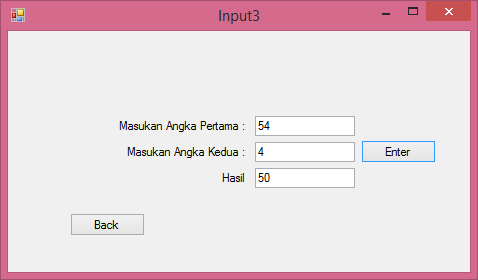 Input3
Masukan Angka Pertama : 54
Masukan Angka Kedua : 4 Enter
Hasil 50
Back